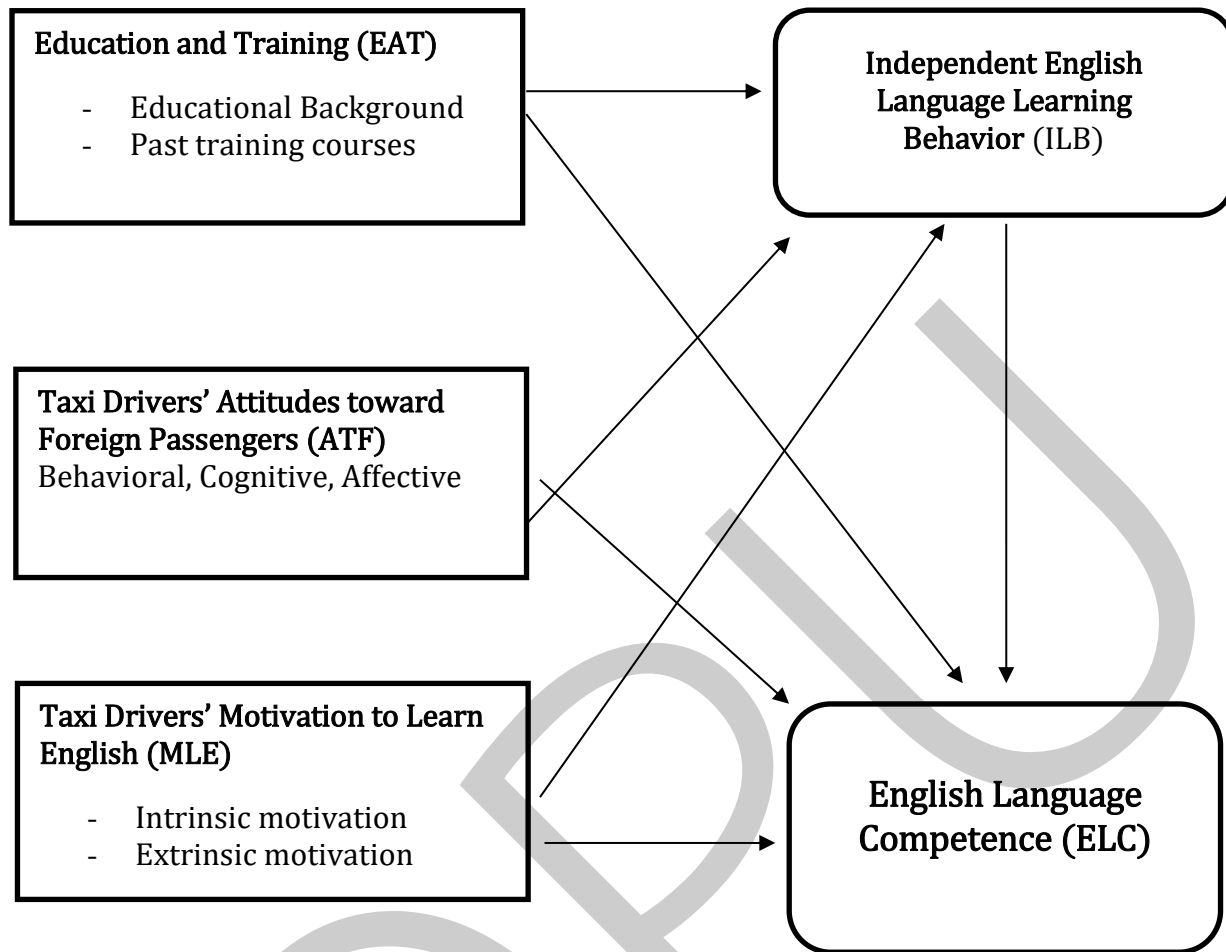 Education and Training (EAT)
- Educational Background
- Past training courses
Independent English
Language Learning
Behavior (ILB)
Taxi Drivers’ Attitudes toward
Foreign Passengers (ATF)
Behavioral, Cognitive, Affective
Taxi Drivers’ Motivation to Learn
English (MLE)
- Intrinsic motivation
- Extrinsic motivation
English Language
Competence (ELC)